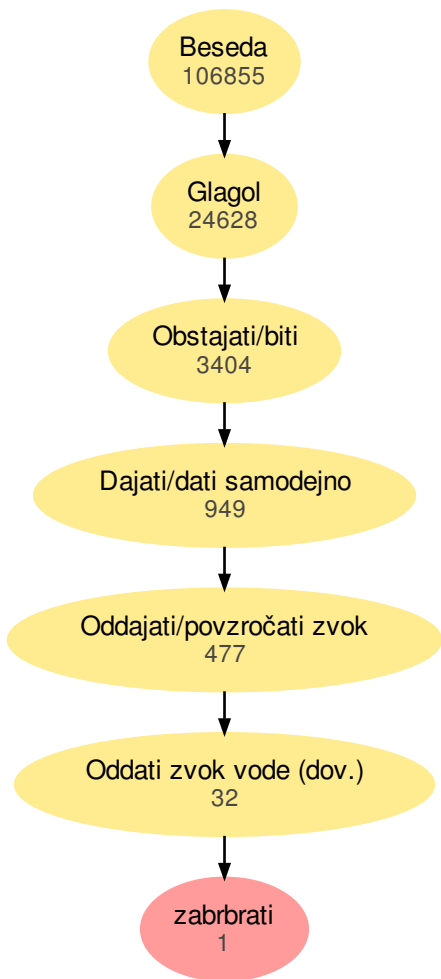 Beseda
106855
Glagol
24628
Obstajati/biti
3404
Dajati/dati samodejno
949
Oddajati/povzročati zvok
477
Oddati zvok vode (dov.)
32
zabrbrati
1